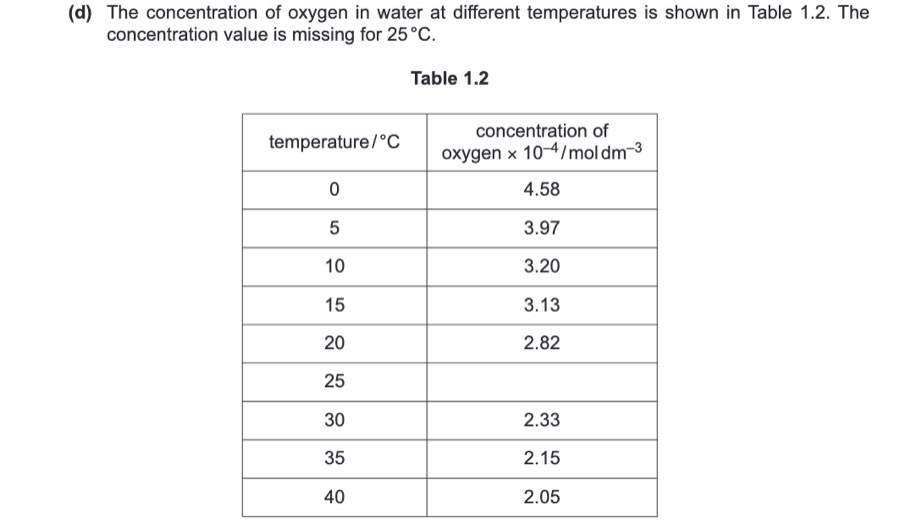 (d) The concentration of oxygen in water at different temperatures is shown in Table 1.2. The
concentration value is missing for 25 °C.
Table 1.2
temperature / °C concentration of
oxygen × 10⁻⁴ / mol dm⁻³
0 4.58
5 3.97
10 3.20
15 3.13
20 2.82
25
30 2.33
35 2.15
40 2.05